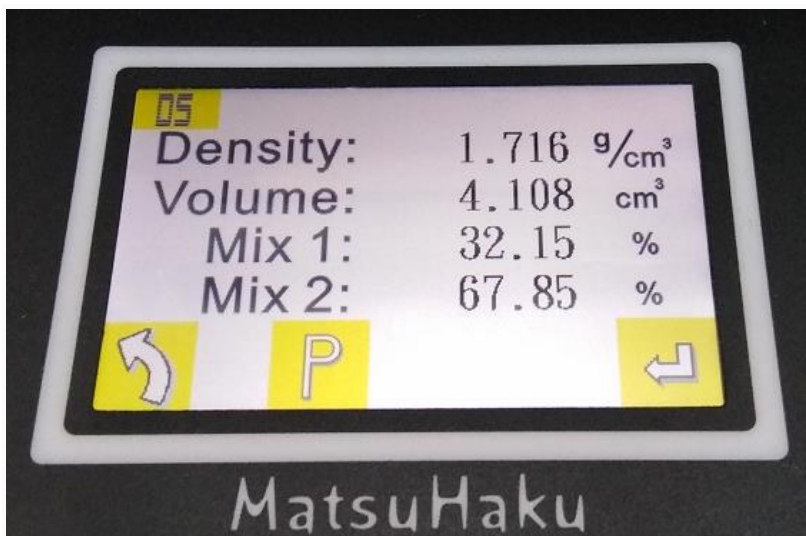 05
Density: 1.716 g/cm³
Volume: 4.108 cm³
Mix 1: 32.15 %
Mix 2: 67.85 %
P
MatsuHaku